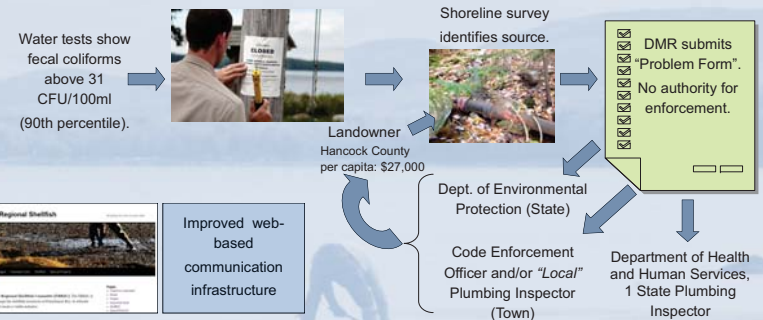 Water tests show
fecal coliforms
above 31
CFU/100ml
(90th percentile).
CLOSED
Shoreline survey
identifies source.
DMR submits
“Problem Form”.
No authority for
enforcement.
Landowner
Hancock County
per capita: $27,000
Dept. of Environmental
Protection (State)
Code Enforcement
Officer and/or “Local”
Plumbing Inspector
(Town)
Department of Health
and Human Services,
1 State Plumbing
Inspector
Regional Shellfish
Improved web-
based
communication
infrastructure